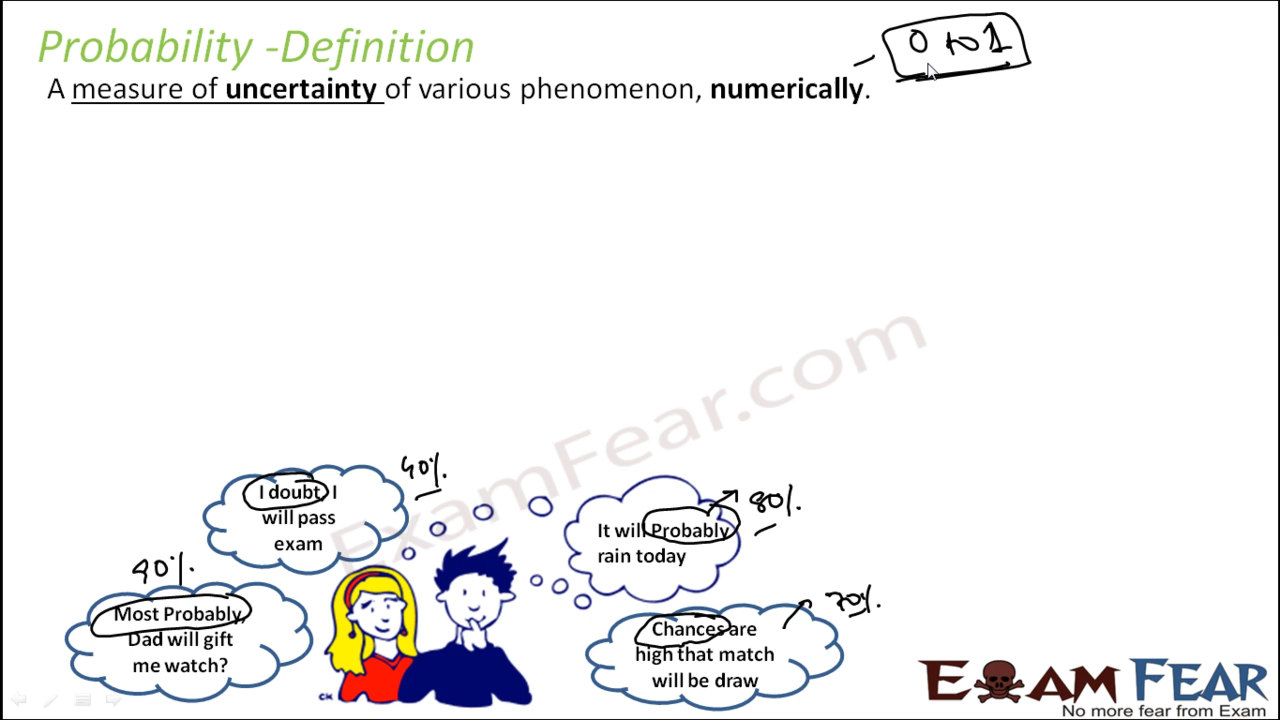 Probability -Definition
0 to 1
A measure of uncertainty of various phenomenon, numerically.
ExamFear.com
I doubt, I
will pass
exam
40%.
It will Probably
rain today
80%.
90%.
Most Probably,
Dad will gift
me watch?
Chances are
high that match
will be draw
70%.
CK
EXAM FEAR
No more fear from Exam